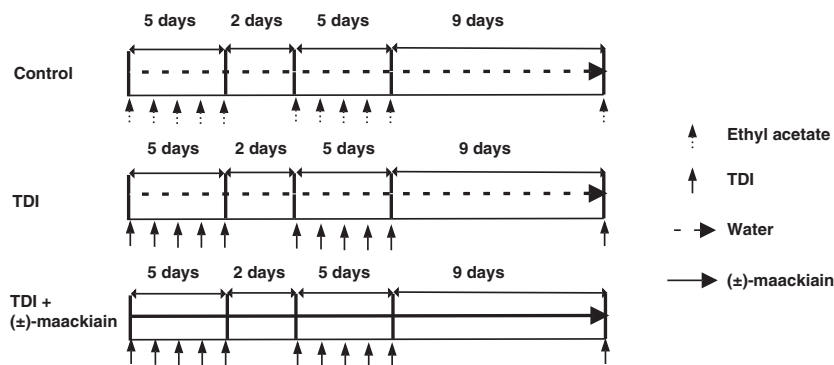 5 days 2 days 5 days 9 days
Control
5 days 2 days 5 days 9 days
TDI
5 days 2 days 5 days 9 days
TDI +
(±)-maackiain
Ethyl acetate
TDI
Water
(±)-maackiain